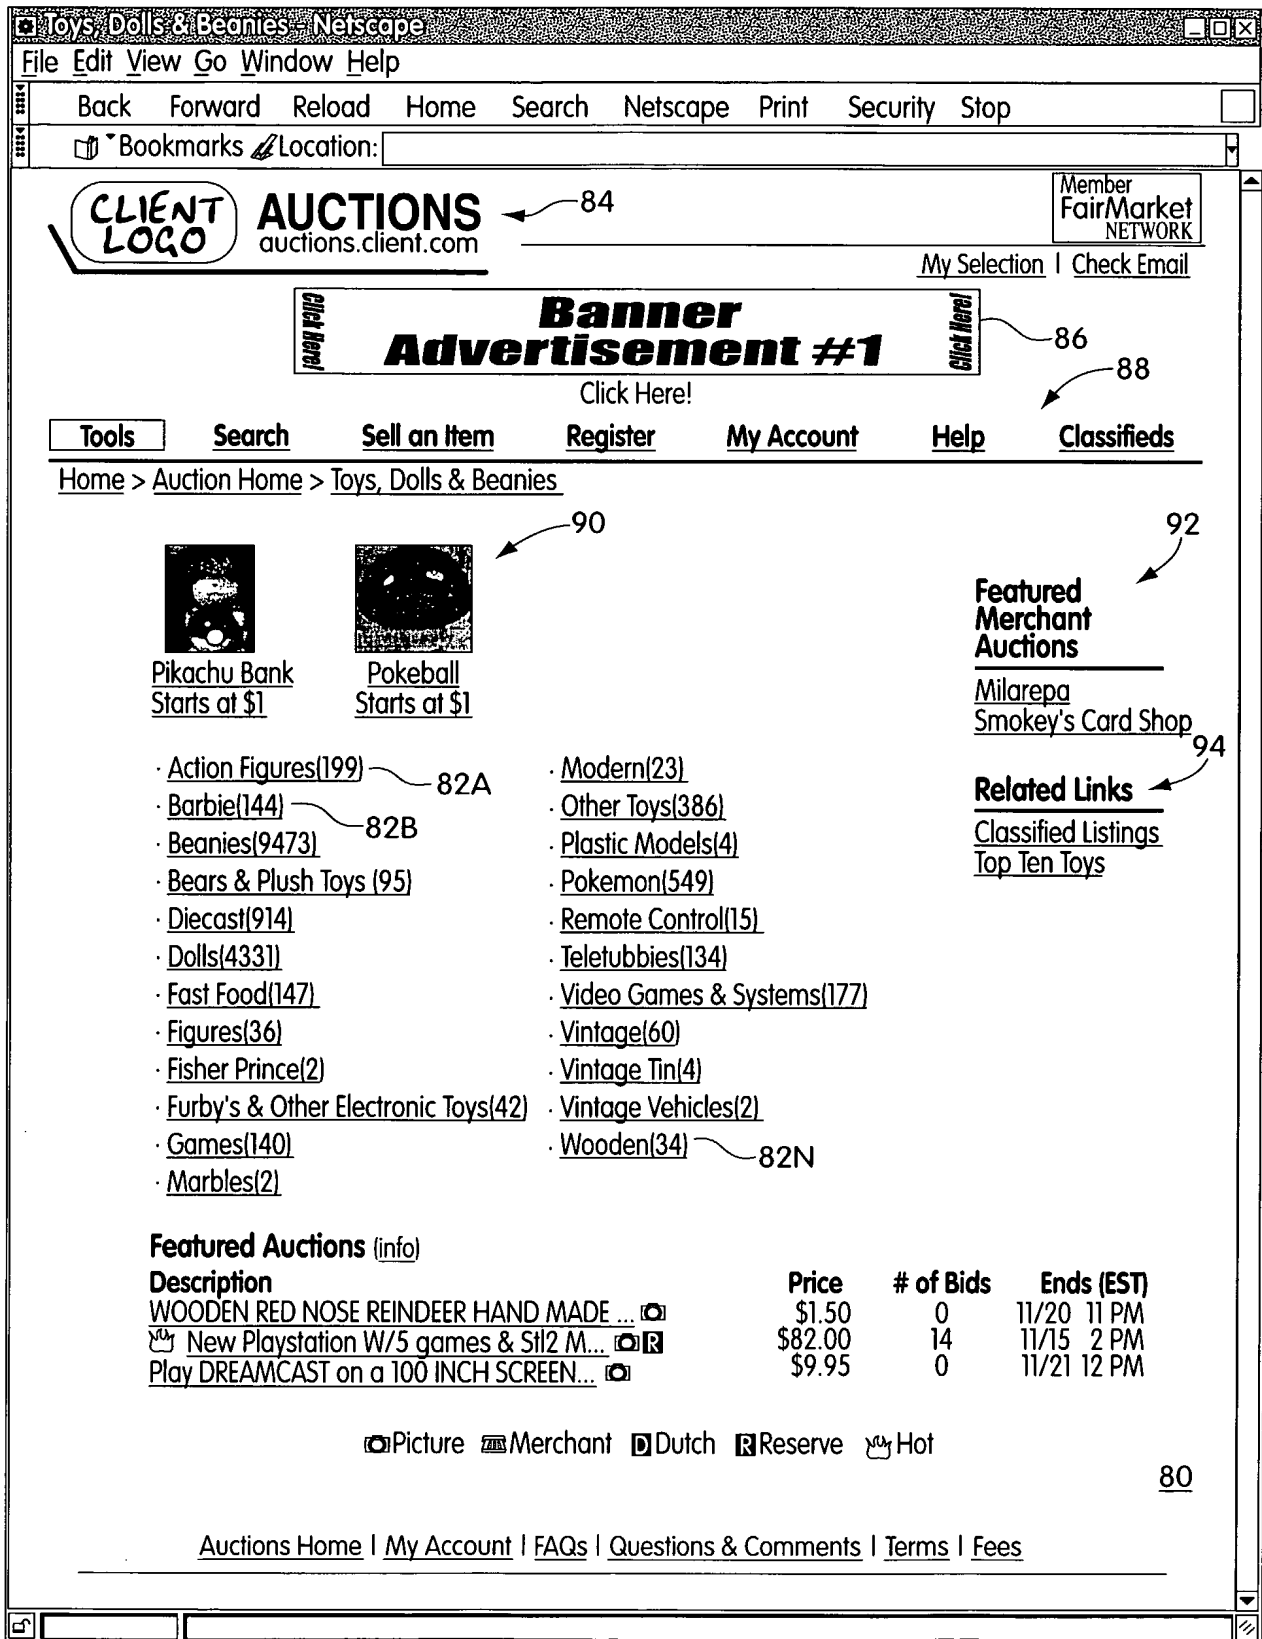 Toys, Dolls & Beanies - Netscape
File Edit View Go Window Help
Back Forward Reload Home Search Netscape Print Security Stop
Bookmarks Location:
CLIENT LOGO
AUCTIONS
auctions.client.com
84
Member
FairMarket
NETWORK
My Selection | Check Email
Click Here!
Banner
Advertisement #1
Click Here!
86
Click Here!
88
Tools Search Sell an Item Register My Account Help Classifieds
Home > Auction Home > Toys, Dolls & Beanies
90
92
Pikachu Bank
Starts at $1
Pokeball
Starts at $1
Featured
Merchant
Auctions
Milarepa
Smokey's Card Shop
94
Related Links
Classified Listings
Top Ten Toys
· Action Figures(199) 82A
· Barbie(144) 82B
· Beanies(9473)
· Bears & Plush Toys (95)
· Diecast(914)
· Dolls(4331)
· Fast Food(147)
· Figures(36)
· Fisher Prince(2)
· Furby's & Other Electronic Toys(42)
· Games(140)
· Marbles(2)
· Modern(23)
· Other Toys(386)
· Plastic Models(4)
· Pokemon(549)
· Remote Control(15)
· Teletubbies(134)
· Video Games & Systems(177)
· Vintage(60)
· Vintage Tin(4)
· Vintage Vehicles(2)
· Wooden(34) 82N
Featured Auctions (info)
Description Price # of Bids Ends (EST)
WOODEN RED NOSE REINDEER HAND MADE ... $1.50 0 11/20 11 PM
New Playstation W/5 games & Stl2 M... R $82.00 14 11/15 2 PM
Play DREAMCAST on a 100 INCH SCREEN... $9.95 0 11/21 12 PM
Picture Merchant D Dutch R Reserve Hot
80
Auctions Home | My Account | FAQs | Questions & Comments | Terms | Fees